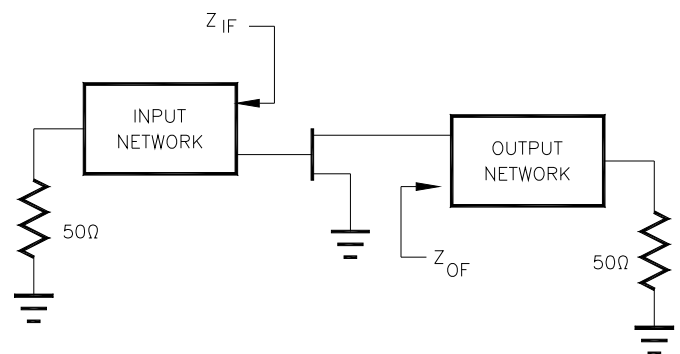 Z IF
INPUT
NETWORK
OUTPUT
NETWORK
50Ω
Z OF
50Ω